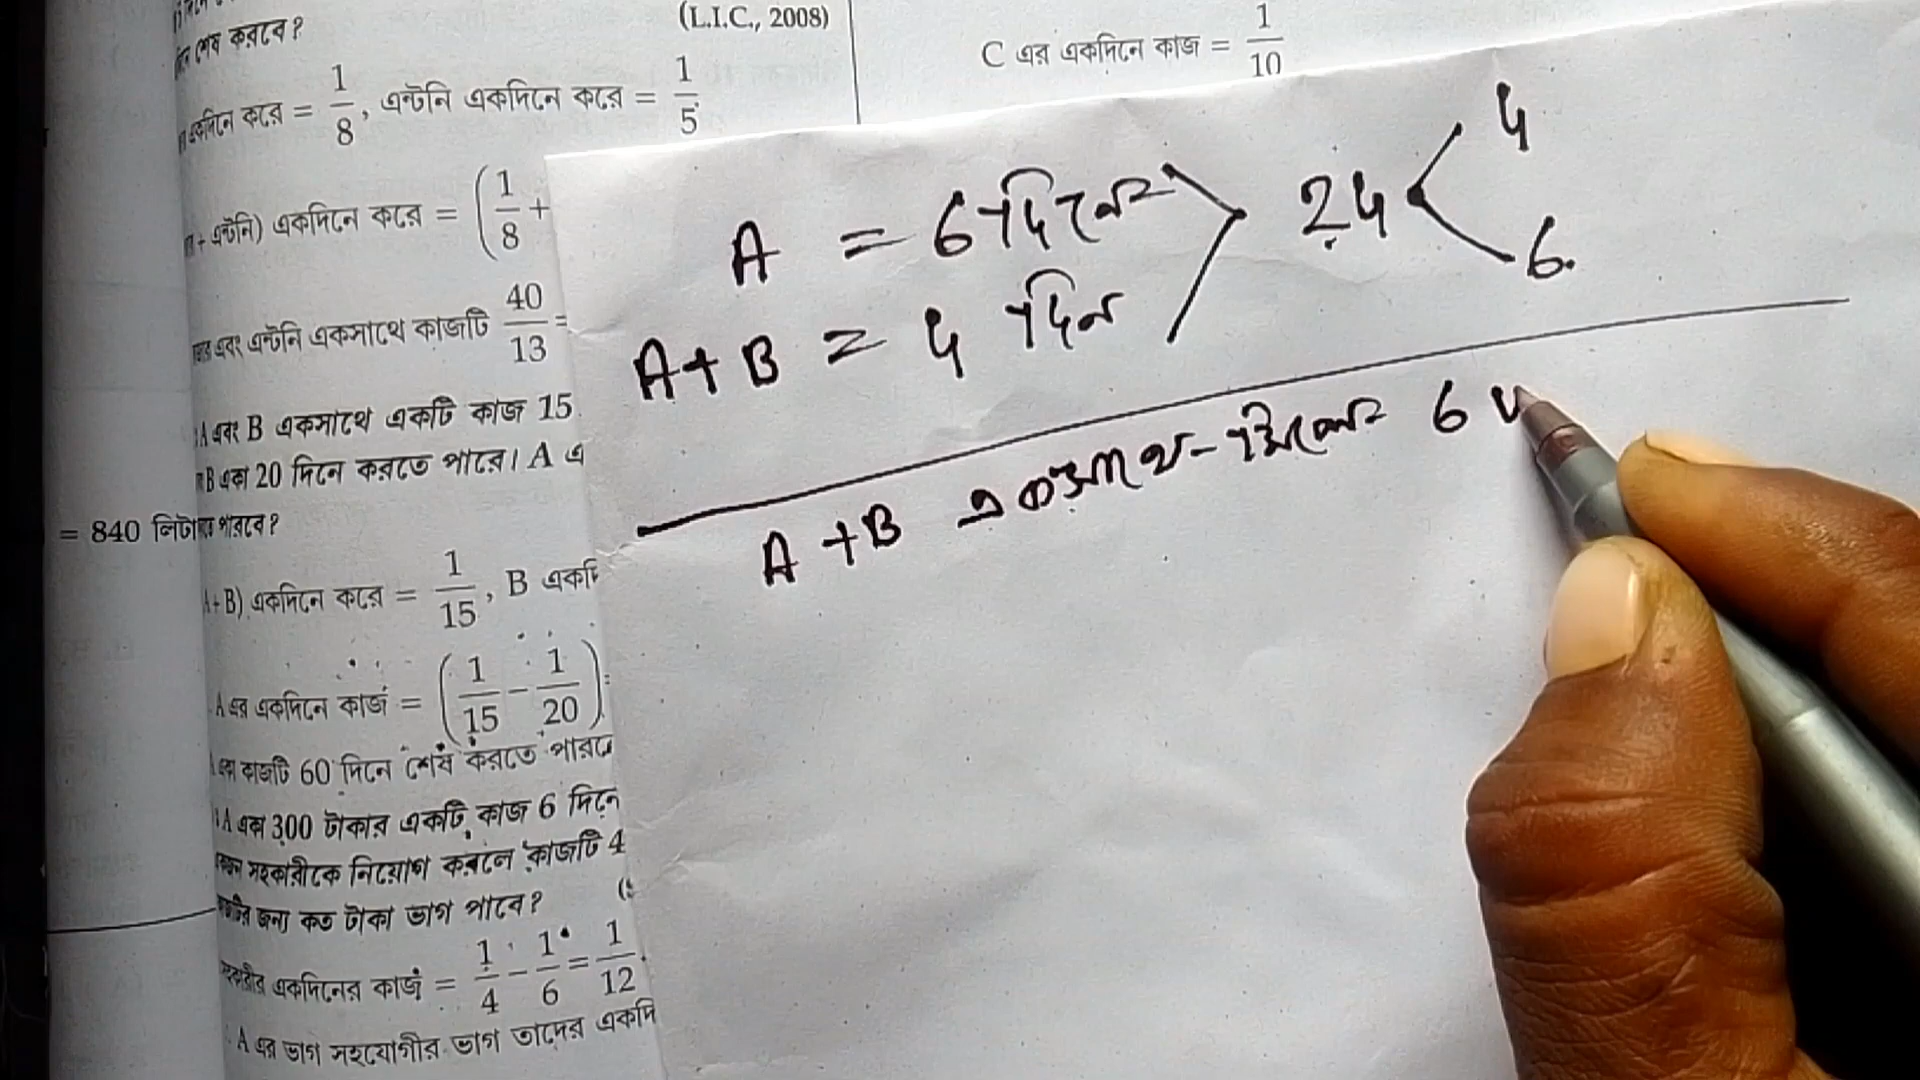 শেষ করবে?
(L.I.C., 2008)
একদিনে করে = 1/8, এন্টনি একদিনে করে = 1/5
+ এন্টনি) একদিনে করে = (1/8 +
এবং এন্টনি একসাথে কাজটি 40/13 =
A এবং B একসাথে একটি কাজ 15
B একা 20 দিনে করতে পারে। A এ
= 840 লিটার
পারবে?
A+B) একদিনে করে = 1/15, B একদি
A এর একদিনে কাজ = (1/15 - 1/20) =
কাজটি 60 দিনে শেষ করতে পারবে
A একা 300 টাকার একটি কাজ 6 দিনে
সহকারীকে নিয়োগ করলে কাজটি 4
জন্য কত টাকা ভাগ পাবে?
একদিনের কাজ = 1/4 - 1/6 = 1/12
A এর ভাগ সহযোগীর ভাগ তাদের একদি
C এর একদিনে কাজ = 1/10
A = 6 দিনে 24 < 4
6
A+B = 4 দিন
A+B একসাথে মিলে 6